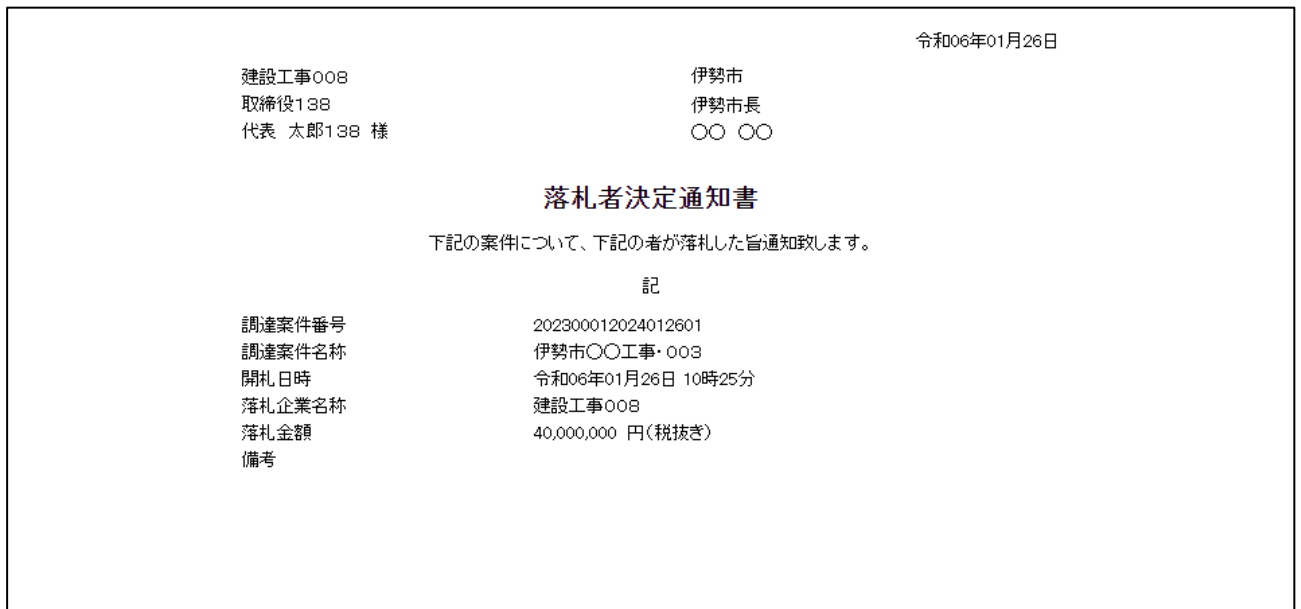 令和06年01月26日
建設工事008 伊勢市
取締役138 伊勢市長
代表 太郎138 様 〇〇 〇〇
落札者決定通知書
下記の案件について、下記の者が落札した旨通知致します。
記
調達案件番号 202300012024012601
調達案件名称 伊勢市〇〇工事・003
開札日時 令和06年01月26日 10時25分
落札企業名称 建設工事008
落札金額 40,000,000 円(税抜き)
備考